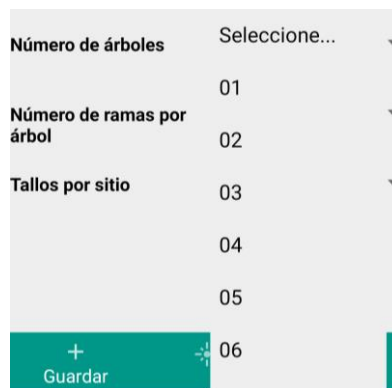 Número de árboles
Número de ramas por
árbol
Tallos por sitio
Seleccione...
01
02
03
04
05
06
+
Guardar